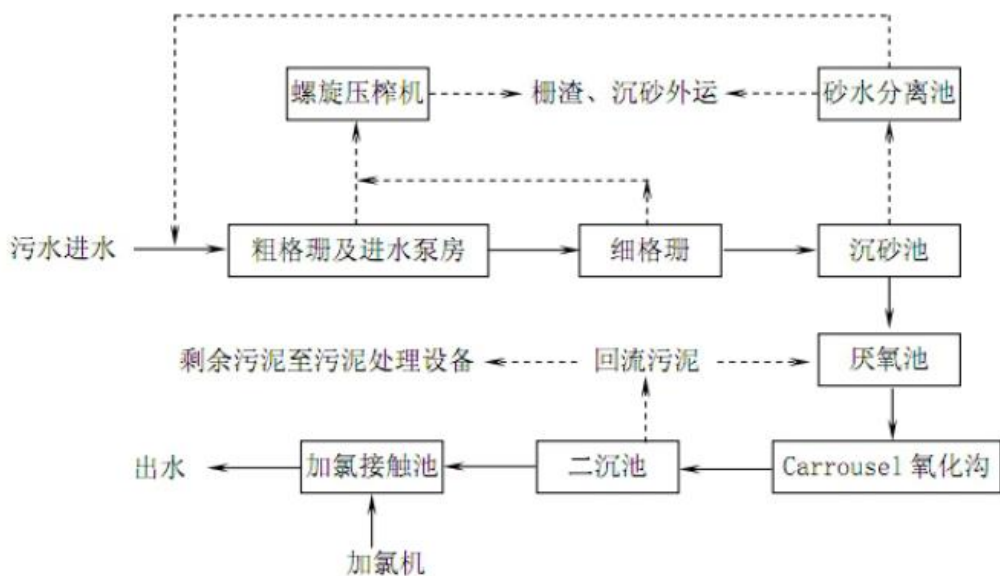 螺旋压榨机
栅渣、沉砂外运
砂水分离池
污水进水
粗格珊及进水泵房
细格珊
沉砂池
剩余污泥至污泥处理设备
回流污泥
厌氧池
出水
加氯接触池
二沉池
Carrousel 氧化沟
加氯机